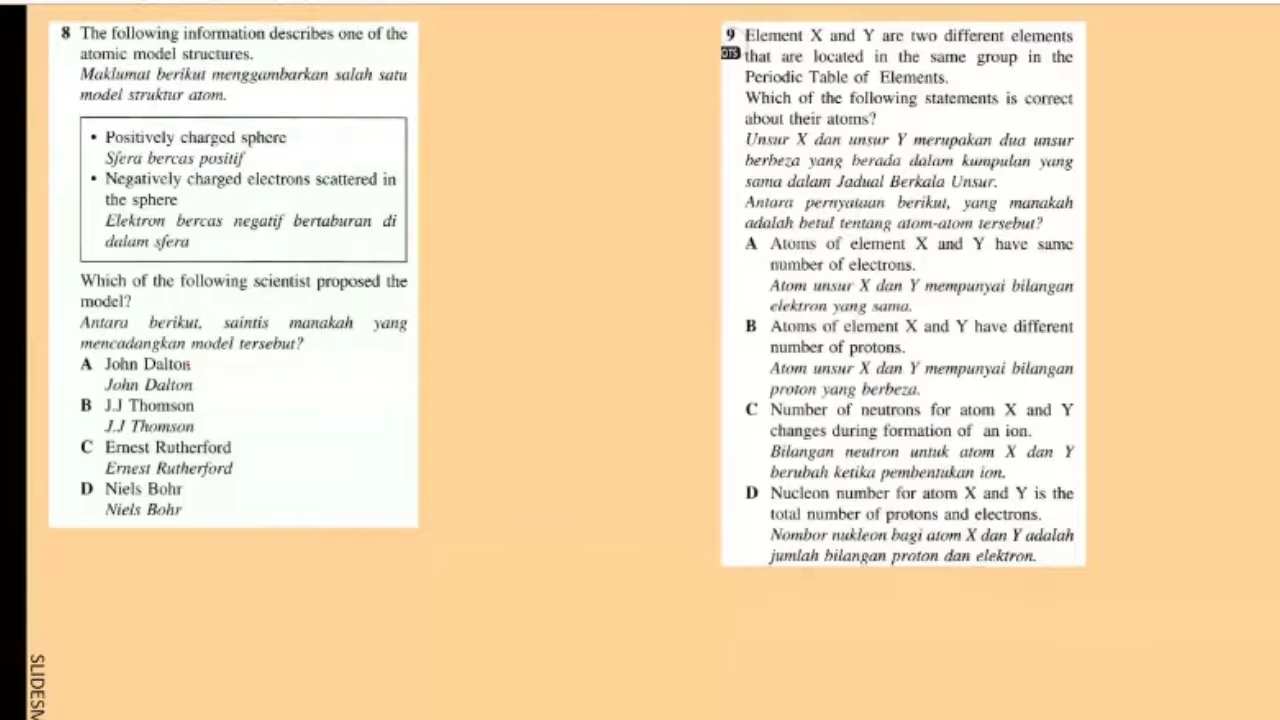 8 The following information describes one of the
atomic model structures.
Maklumat berikut menggambarkan salah satu
model struktur atom.
• Positively charged sphere
Sfera bercas positif
• Negatively charged electrons scattered in
the sphere
Elektron bercas negatif bertaburan di
dalam sfera
Which of the following scientist proposed the
model?
Antara berikut, saintis manakah yang
mencadangkan model tersebut?
A John Dalton
John Dalton
B J.J Thomson
J.J Thomson
C Ernest Rutherford
Ernest Rutherford
D Niels Bohr
Niels Bohr
9 Element X and Y are two different elements
that are located in the same group in the
Periodic Table of Elements.
Which of the following statements is correct
about their atoms?
Unsur X dan unsur Y merupakan dua unsur
berbeza yang berada dalam kumpulan yang
sama dalam Jadual Berkala Unsur.
Antara pernyataan berikut, yang manakah
adalah betul tentang atom-atom tersebut?
A Atoms of element X and Y have same
number of electrons.
Atom unsur X dan Y mempunyai bilangan
elektron yang sama.
B Atoms of element X and Y have different
number of protons.
Atom unsur X dan Y mempunyai bilangan
proton yang berbeza.
C Number of neutrons for atom X and Y
changes during formation of an ion.
Bilangan neutron untuk atom X dan Y
berubah ketika pembentukan ion.
D Nucleon number for atom X and Y is the
total number of protons and electrons.
Nombor nukleon bagi atom X dan Y adalah
jumlah bilangan proton dan elektron.